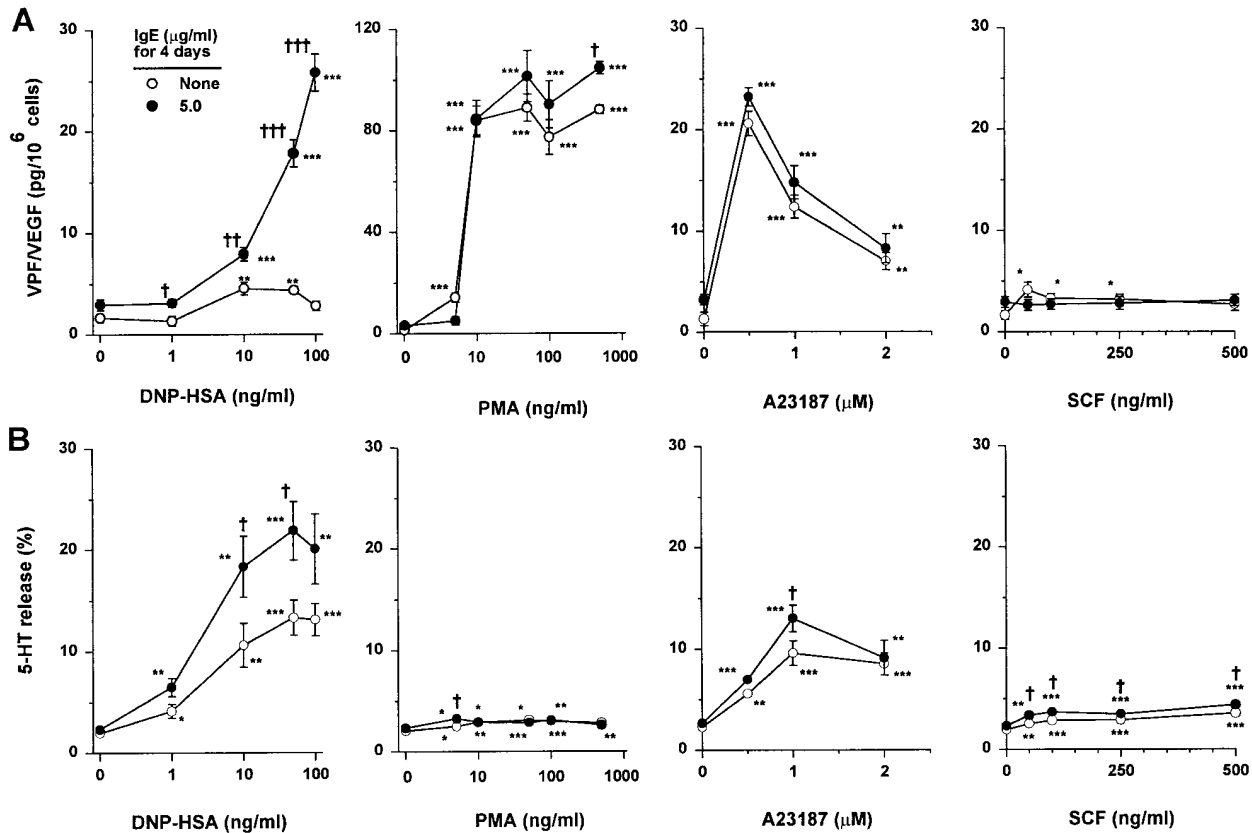 A
IgE (μg/ml)
for 4 days
None
5.0
VPF/VEGF (pg/10⁶ cells)
30
20
10
0
†
††
**
***
**
†††
***
†††
***
0 1 10 100
DNP-HSA (ng/ml)
120
80
40
0
***
***
***
***
***
***
***
†
***
***
0 10 100 1000
PMA (ng/ml)
30
20
10
0
***
***
***
***
**
**
0 1 2
A23187 (μM)
30
20
10
0
* * *
0 250 500
SCF (ng/ml)
B
5-HT release (%)
30
20
10
0
**
*
†
**
**
†
***
***
**
***
0 1 10 100
DNP-HSA (ng/ml)
30
20
10
0
†
* * * **
* ** *** *** **
0 10 100 1000
PMA (ng/ml)
30
20
10
0
***
**
†
***
***
**
***
0 1 2
A23187 (μM)
30
20
10
0
** † † † †
*** *** ***
** *** *** ***
0 250 500
SCF (ng/ml)